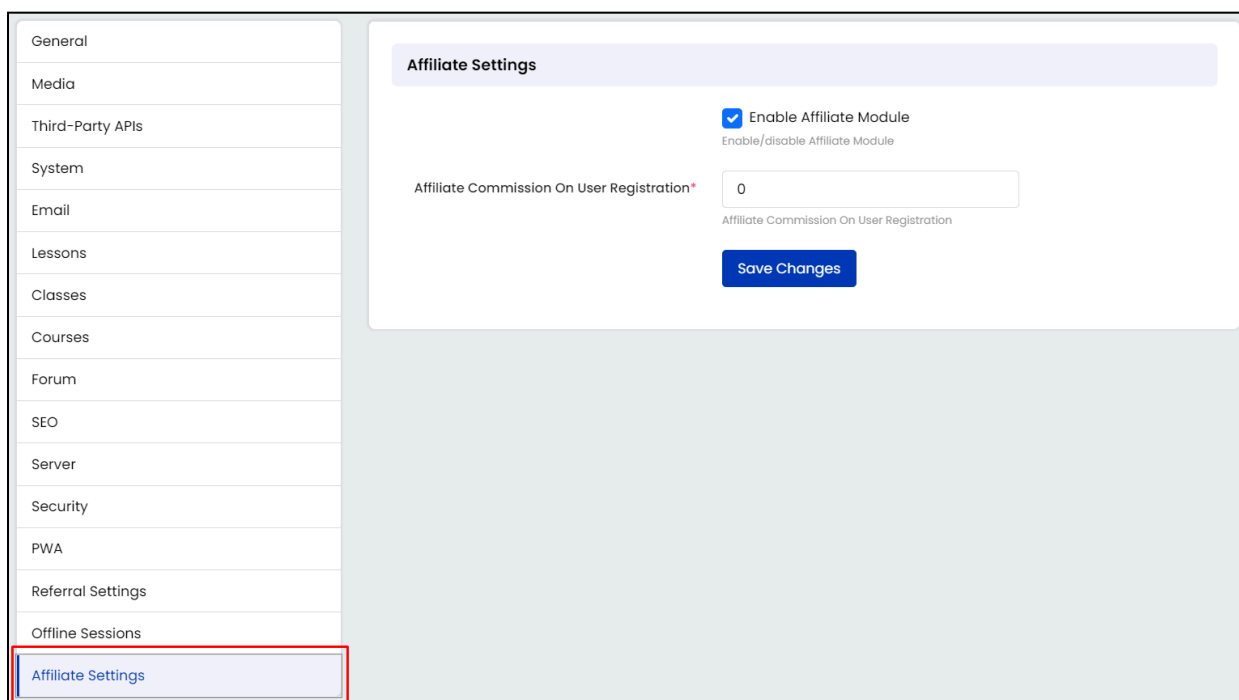 General
Media
Third-Party APIs
System
Email
Lessons
Classes
Courses
Forum
SEO
Server
Security
PWA
Referral Settings
Offline Sessions
Affiliate Settings
Affiliate Settings
Enable Affiliate Module
Enable/disable Affiliate Module
Affiliate Commission On User Registration* 0
Affiliate Commission On User Registration
Save Changes